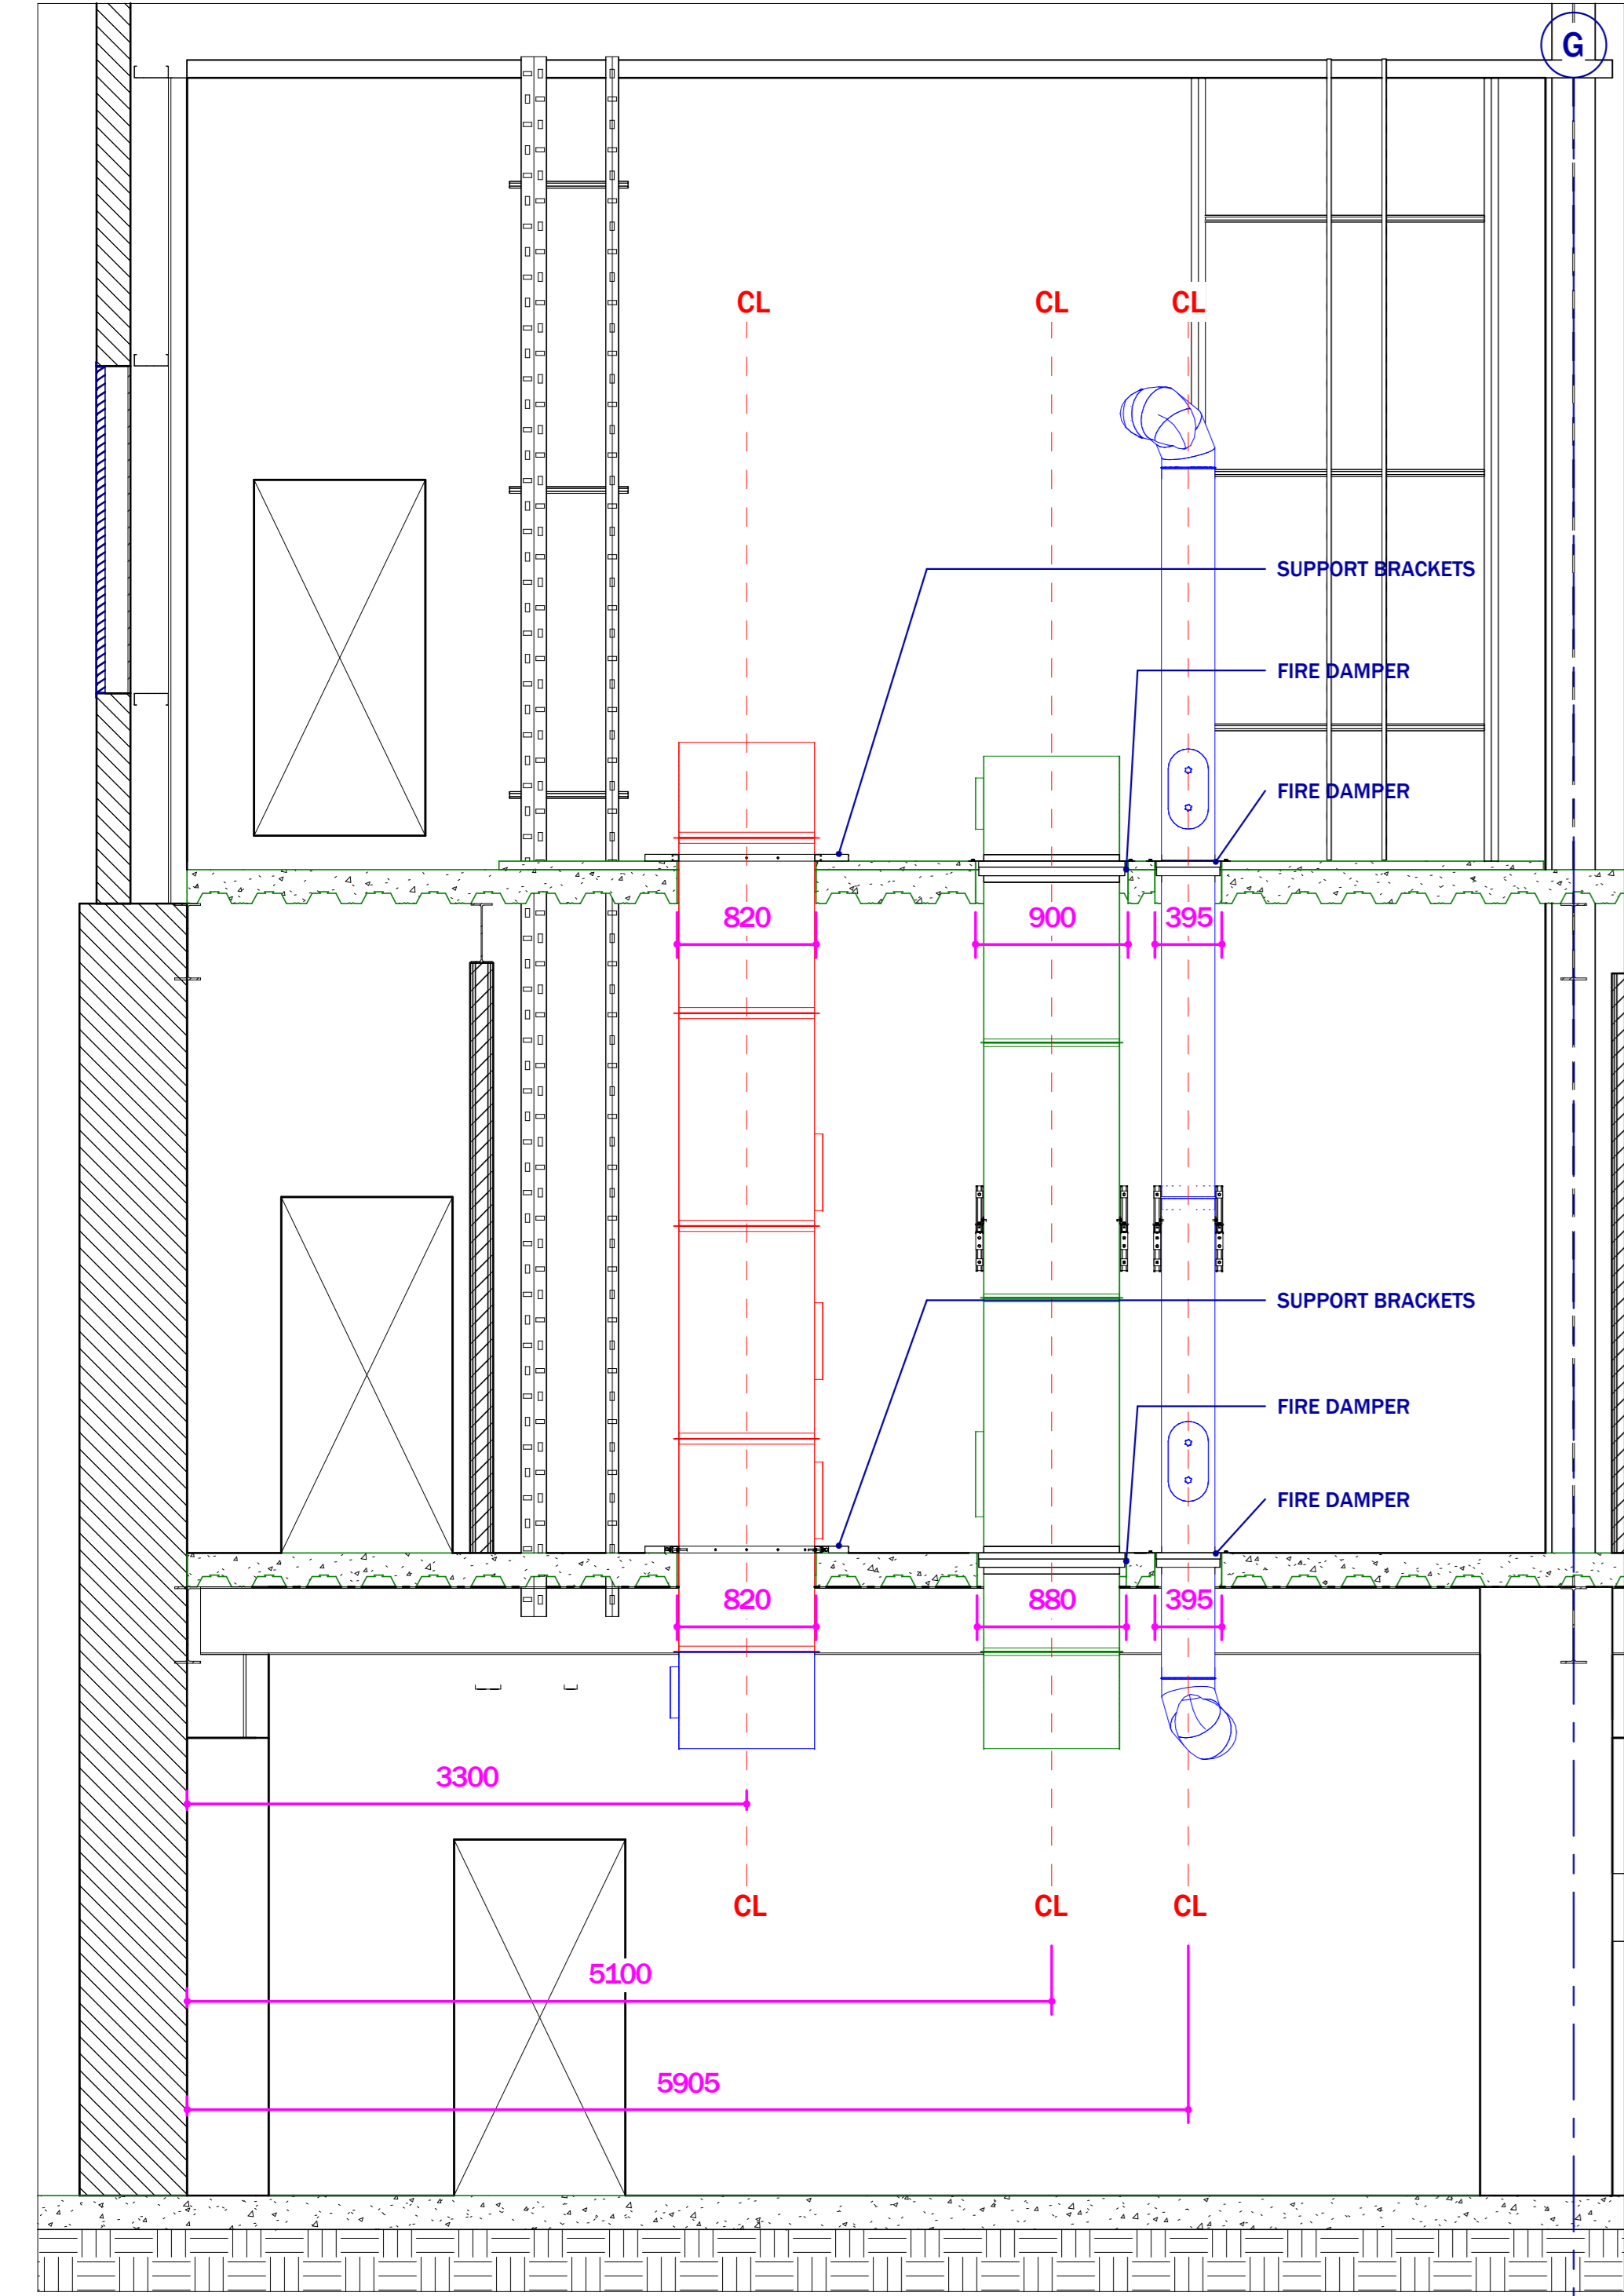 G
CL CL CL
SUPPORT BRACKETS
FIRE DAMPER
FIRE DAMPER
820 900 395
SUPPORT BRACKETS
FIRE DAMPER
FIRE DAMPER
820 880 395
3300
CL CL CL
5100
5905